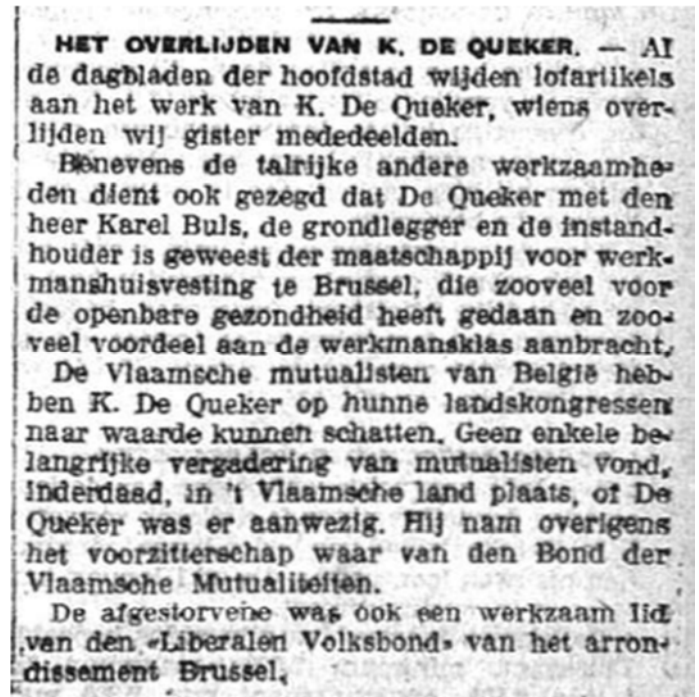 HET OVERLIJDEN VAN K. DE QUEKER. — Al
de dagbladen der hoofdstad wijden lofartikels
aan het werk van K. De Queker, wiens over-
lijden wij gister mededeelden.
Benevens de talrijke andere werkzaamhe-
den dient ook gezegd dat De Queker met den
heer Karel Buls, de grondlegger en de instand-
houder is geweest der maatschappij voor werk-
manshuisvesting te Brussel, die zooveel voor
de openbare gezondheid heeft gedaan en zoo-
veel voordeel aan de werkmansklas aanbracht.
De Vlaamsche mutualisten van België heb-
ben K. De Queker op hunne landskongressen
naar waarde kunnen schatten. Geen enkele be-
langrijke vergadering van mutualisten vond,
inderdaad, in 't Vlaamsche land plaats, of De
Queker was er aanwezig. Hij nam overigens
het voorzitterschap waar van den Bond der
Vlaamsche Mutualiteiten.
De afgestorvene was ook een werkzaam lid
van den «Liberalen Volksbond» van het arron-
dissement Brussel.